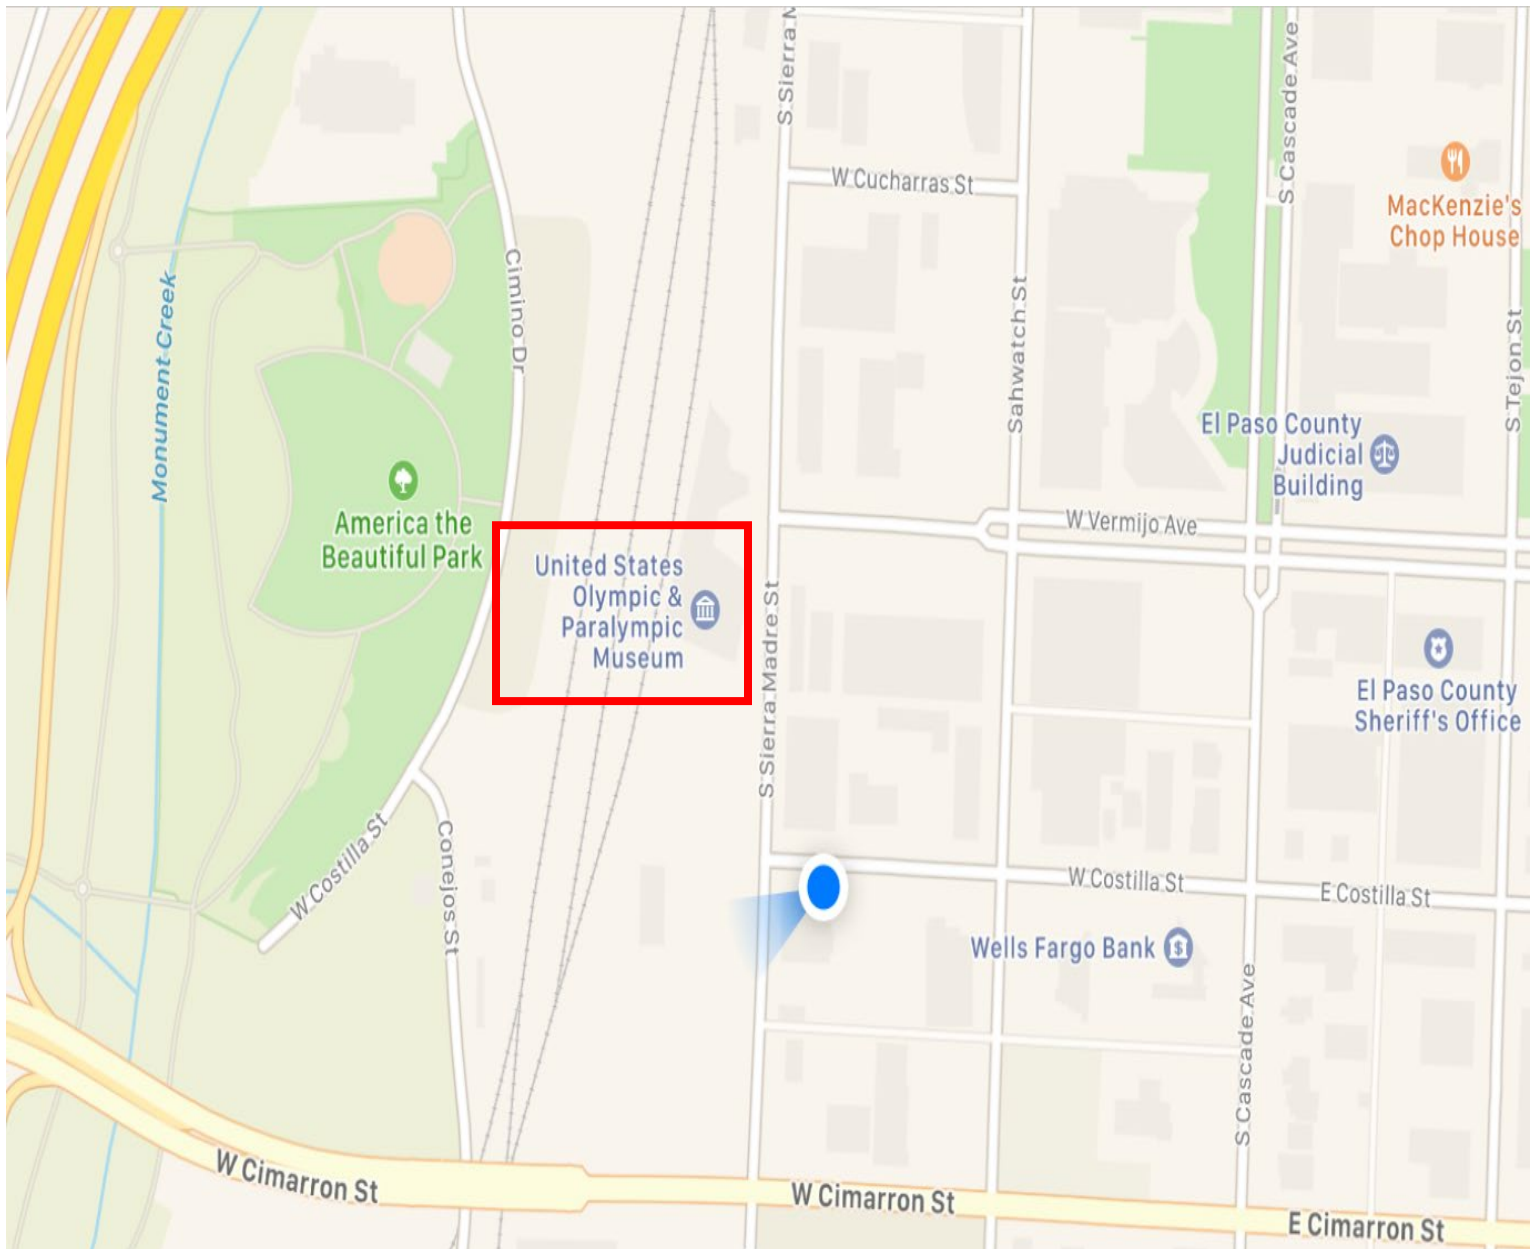 S Sierra M
S Cascade Ave
W Cucharras St
MacKenzie's
Chop House
Cimino Dr
Monument Creek
Sahwatch St
S Tejon St
El Paso County
Judicial
Building
America the
Beautiful Park
W Vermijo Ave
United States
Olympic &
Paralympic
Museum
S Sierra Madre St
El Paso County
Sheriff's Office
W Costilla St
Conejos St
W Costilla St
E Costilla St
Wells Fargo Bank
S Cascade Ave
W Cimarron St
W Cimarron St
E Cimarron St